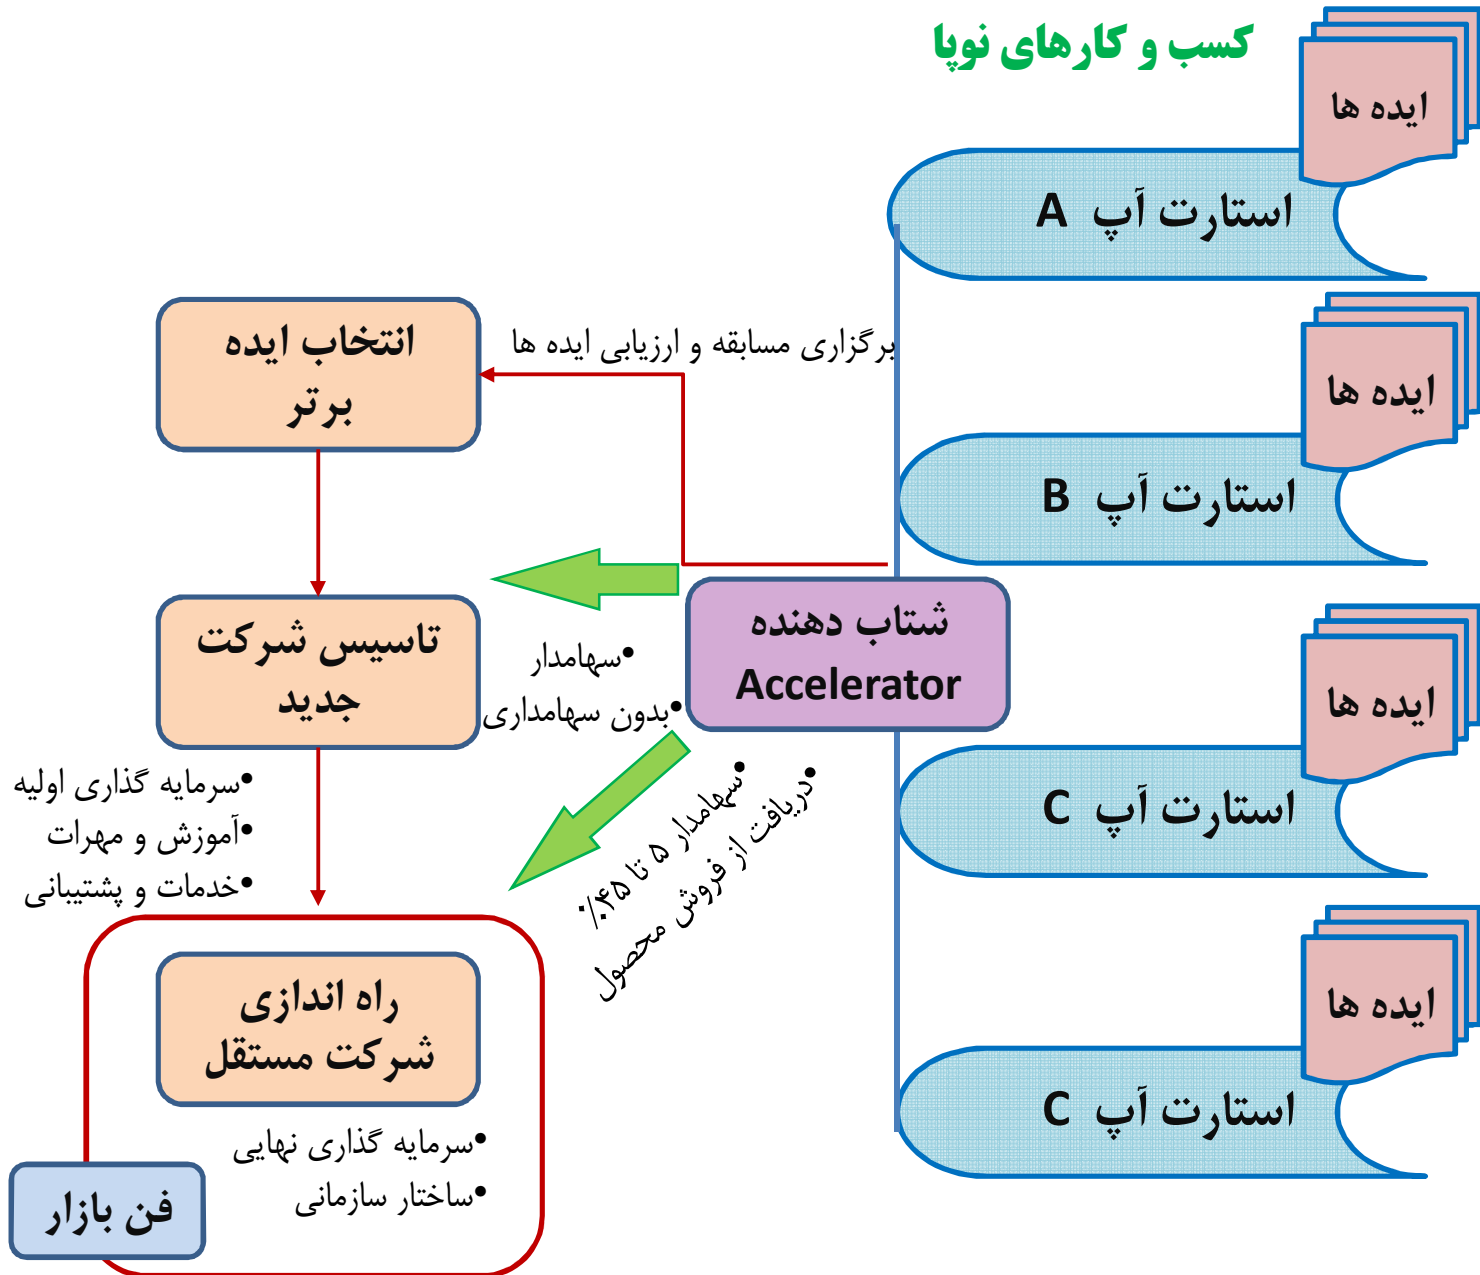 کسب و کارهای نوپا
ایده ها
استارت آپ A
ایده ها
استارت آپ B
ایده ها
استارت آپ C
ایده ها
استارت آپ C
شتاب دهنده
Accelerator
برگزاری مسابقه و ارزیابی ایده ها
انتخاب ایده
برتر
•سهامدار
•بدون سهامداری
تاسیس شرکت
جدید
•سهامدار ۵ تا ۴۵٪
•دریافت از فروش محصول
•سرمایه گذاری اولیه
•آموزش و مهرات
•خدمات و پشتیبانی
راه اندازی
شرکت مستقل
•سرمایه گذاری نهایی
•ساختار سازمانی
فن بازار